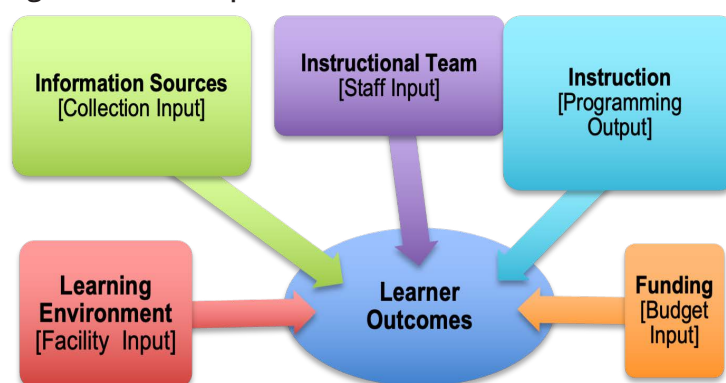 Information Sources
[Collection Input]
Instructional Team
[Staff Input]
Instruction
[Programming
Output]
Learning
Environment
[Facility Input]
Learner
Outcomes
Funding
[Budget
Input]